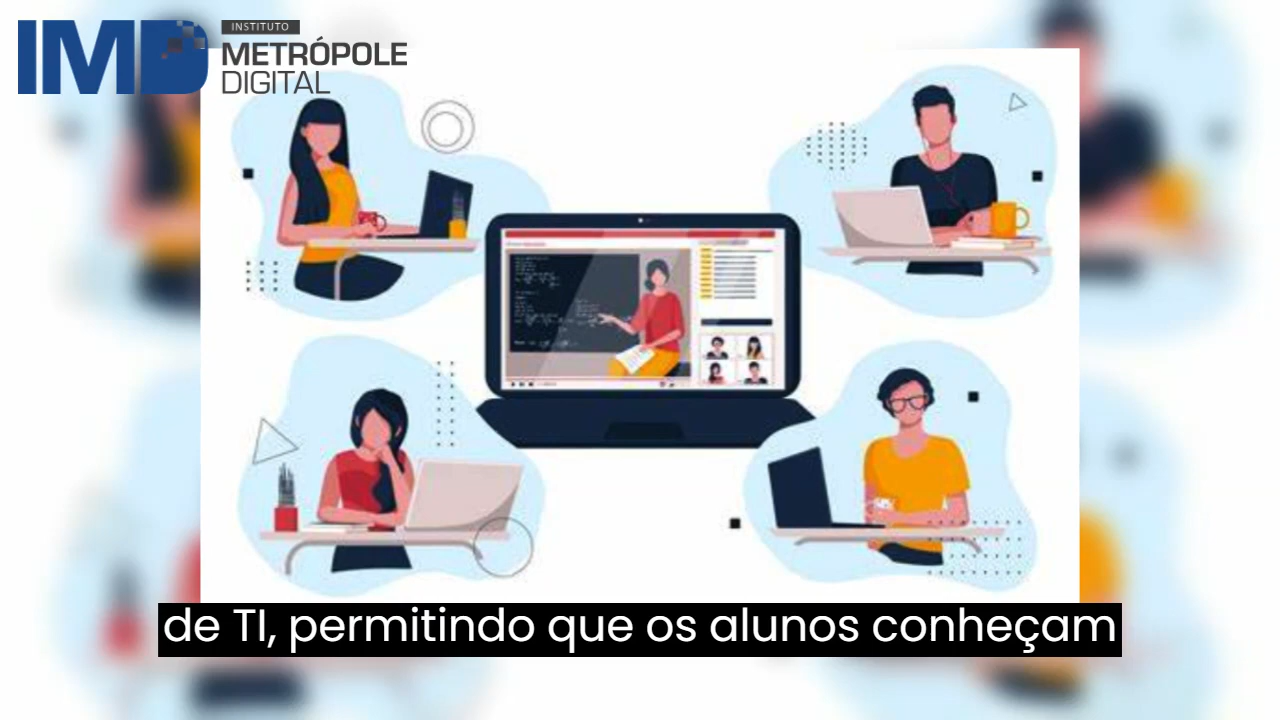 IMD
INSTITUTO
METRÓPOLE
DIGITAL
de TI, permitindo que os alunos conheçam